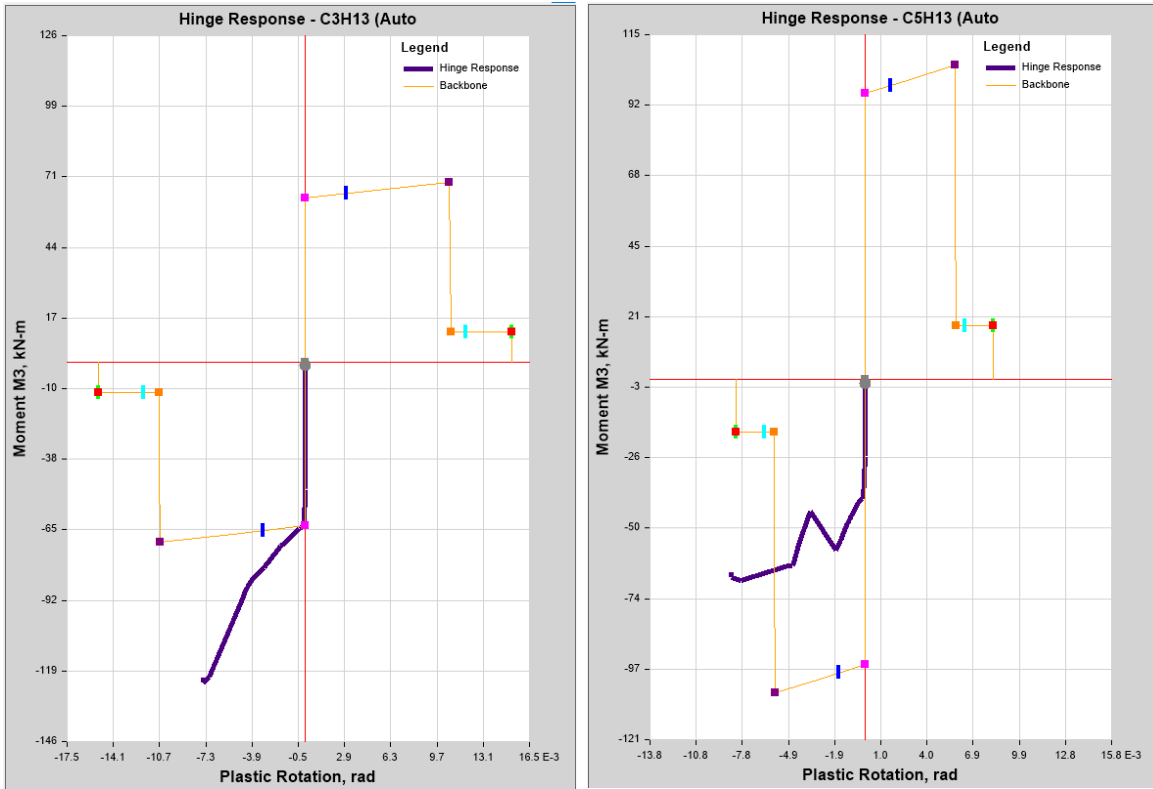 Hinge Response - C3H13 (Auto
126
99
71
44
17
-10
-38
-65
-92
-119
-146
Moment M3, kN-m
Legend
Hinge Response
Backbone
-17.5 -14.1 -10.7 -7.3 -3.9 -0.5 2.9 6.3 9.7 13.1 16.5 E-3
Plastic Rotation, rad
Hinge Response - C5H13 (Auto
115
92
68
45
21
-3
-26
-50
-74
-97
-121
Moment M3, kN-m
Legend
Hinge Response
Backbone
-13.8 -10.8 -7.8 -4.9 -1.9 1.0 4.0 6.9 9.9 12.9 15.8 E-3
Plastic Rotation, rad